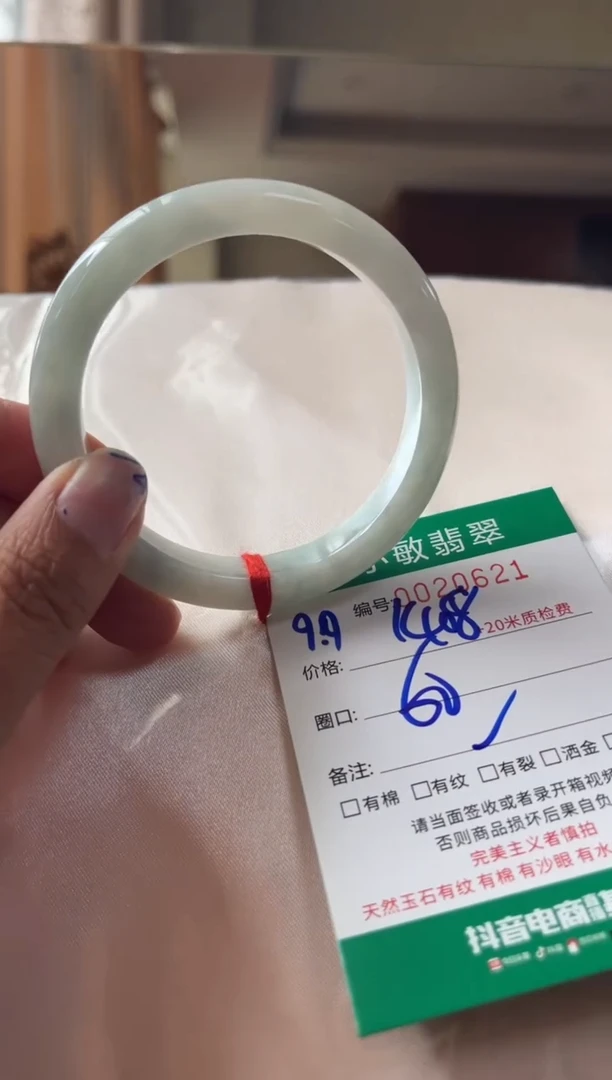 敏翡翠
编号:0020621
9.9 148
-20米质检费
价格:
圈口: 60
备注:
□有棉 □有纹 □有裂 □洒金
请当面签收或者录开箱视频
否则商品损坏后果自负
完美主义者慎拍
天然玉石有纹 有棉 有沙眼 有水
抖音电商